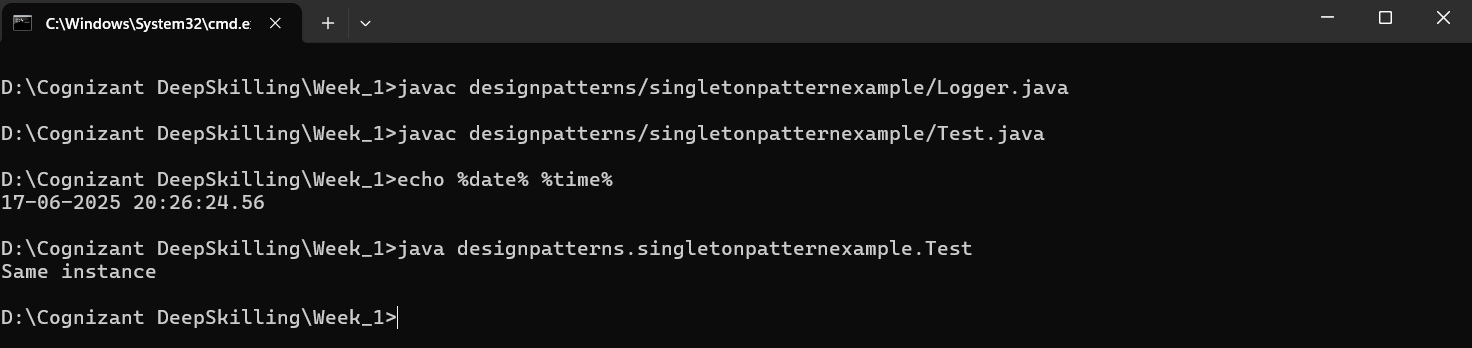 C:\Windows\System32\cmd.e
D:\Cognizant DeepSkilling\Week_1>javac designpatterns/singletonpatternexample/Logger.java
D:\Cognizant DeepSkilling\Week_1>javac designpatterns/singletonpatternexample/Test.java
D:\Cognizant DeepSkilling\Week_1>echo %date% %time%
17-06-2025 20:26:24.56
D:\Cognizant DeepSkilling\Week_1>java designpatterns.singletonpatternexample.Test
Same instance
D:\Cognizant DeepSkilling\Week_1>